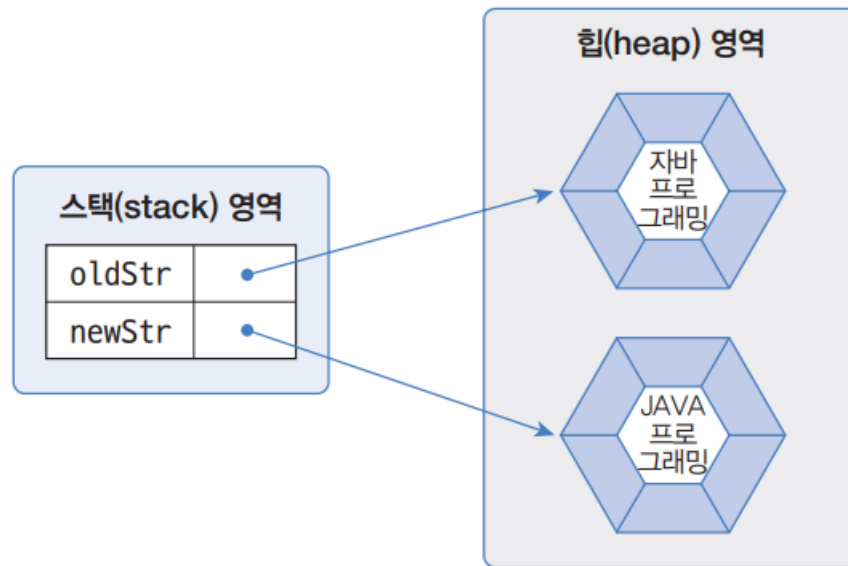 힙(heap) 영역
자바
프로
그래밍
스택(stack) 영역
oldStr
newStr
JAVA
프로
그래밍